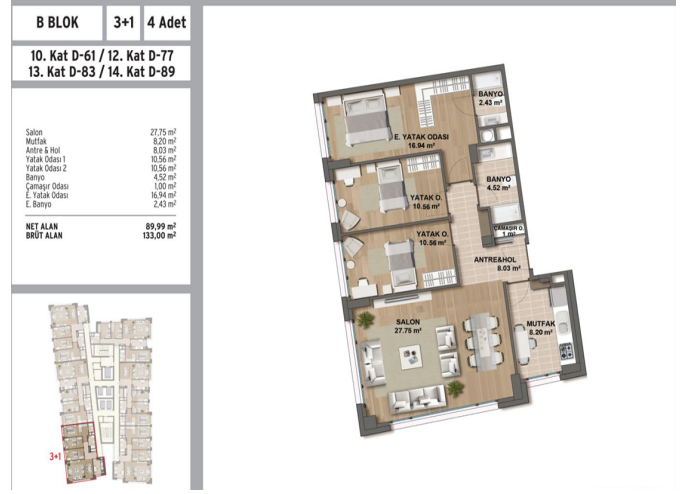 B BLOK 3+1 4 Adet
10. Kat D-61 / 12. Kat D-77
13. Kat D-83 / 14. Kat D-89
Salon 27,75 m²
Mutfak 8,20 m²
Antre & Hol 8,03 m²
Yatak Odası 1 10,56 m²
Yatak Odası 2 10,56 m²
Banyo 4,52 m²
Çamaşır Odası 1,00 m²
E. Yatak Odası 16,94 m²
E. Banyo 2,43 m²
NET ALAN 89,99 m²
BRÜT ALAN 133,00 m²
3+1
BANYO
2.43 m²
E. YATAK ODASI
16.94 m²
BANYO
4.52 m²
YATAK O.
10.56 m²
ÇAMAŞIR O.
1 m²
YATAK O.
10.56 m²
ANTRE&HOL
8.03 m²
SALON
27.75 m²
MUTFAK
8.20 m²